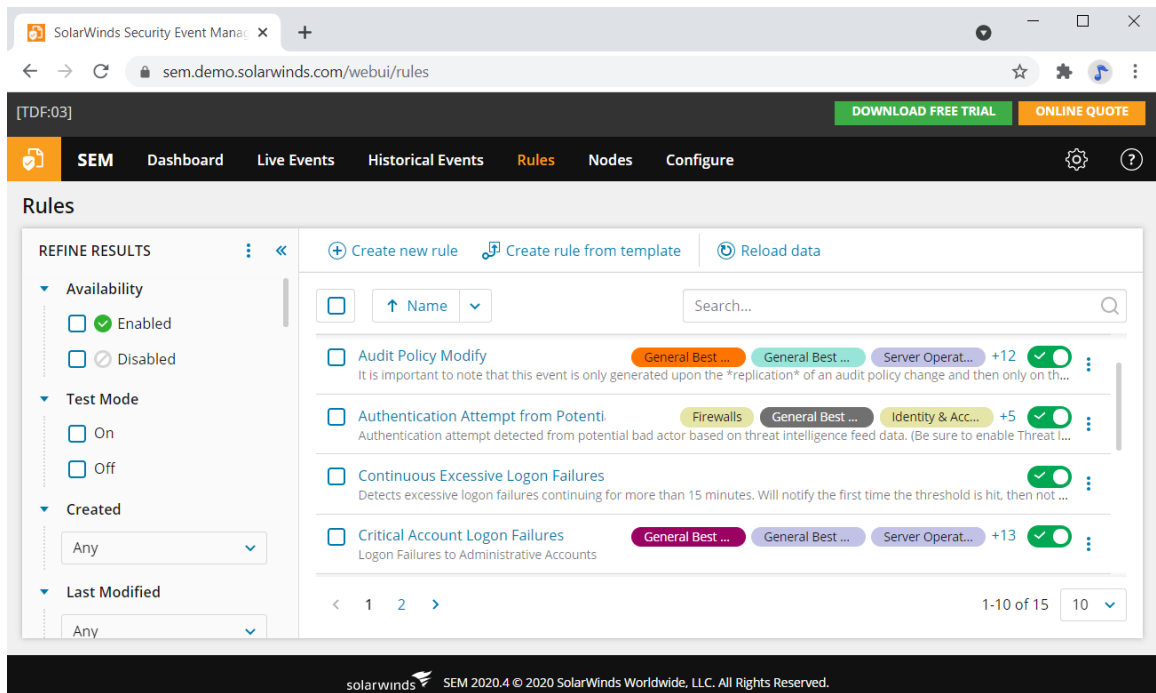 SolarWinds Security Event Manag
sem.demo.solarwinds.com/webui/rules
[TDF:03]
DOWNLOAD FREE TRIAL
ONLINE QUOTE
SEM Dashboard Live Events Historical Events Rules Nodes Configure
Rules
REFINE RESULTS
Availability
Enabled
Disabled
Test Mode
On
Off
Created
Any
Last Modified
Any
Create new rule Create rule from template Reload data
Name
Search...
Audit Policy Modify General Best ... General Best ... Server Operat... +12
It is important to note that this event is only generated upon the *replication* of an audit policy change and then only on th...
Authentication Attempt from Potenti Firewalls General Best ... Identity & Acc... +5
Authentication attempt detected from potential bad actor based on threat intelligence feed data. (Be sure to enable Threat I...
Continuous Excessive Logon Failures
Detects excessive logon failures continuing for more than 15 minutes. Will notify the first time the threshold is hit, then not ...
Critical Account Logon Failures General Best ... General Best ... Server Operat... +13
Logon Failures to Administrative Accounts
1 2
1-10 of 15 10
solarwinds SEM 2020.4 © 2020 SolarWinds Worldwide, LLC. All Rights Reserved.